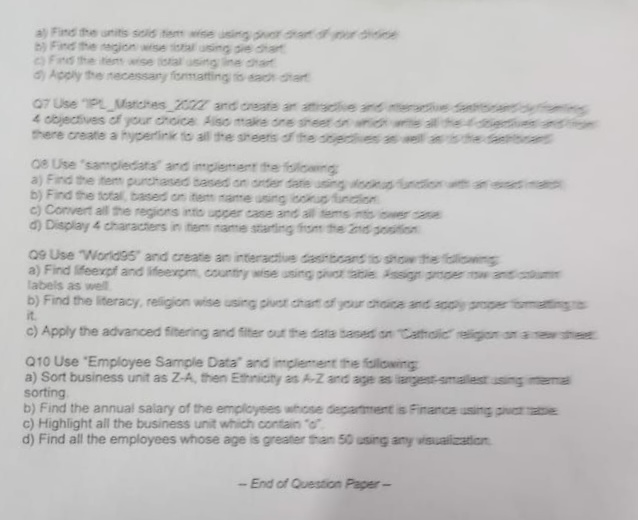 a) Find the units sold item wise using pivot chart of your choice
b) Find the region wise total using pie chart
c) Find the item wise total using line chart
d) Apply the necessary formatting to each chart
Q7 Use "IPL_Matches_2022" and create an attractive and interactive dashboard by framing
4 objectives of your choice. Also make one sheet on which write all the 4 objectives and from
there create a hyperlink to all the sheets of the objectives as well as to the dashboard
Q8 Use "sampledata" and implement the following:
a) Find the item purchased based on order date using vlookup function with an exact match
b) Find the total, based on item name using lookup function
c) Convert all the regions into upper case and all items into lower case
d) Display 4 characters in item name starting from the 2nd position
Q9 Use "World95" and create an interactive dashboard to show the following:
a) Find lifeexpf and lifeexpm, country wise using pivot table. Assign proper row and column
labels as well.
b) Find the literacy, religion wise using pivot chart of your choice and apply proper formatting to
it.
c) Apply the advanced filtering and filter out the data based on "Catholic" religion on a new sheet.
Q10 Use "Employee Sample Data" and implement the following:
a) Sort business unit as Z-A, then Ethnicity as A-Z and age as largest-smallest using
sorting.
b) Find the annual salary of the employees whose department is Finance using pivot table
c) Highlight all the business unit which contain "o".
d) Find all the employees whose age is greater than 50 using any visualization.
-- End of Question Paper --